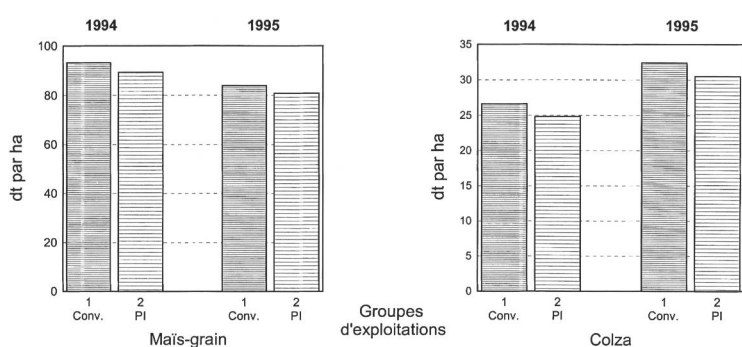 1994 1995
100
80
60
40
20
0
dt par ha
1 2 1 2
Conv. PI Conv. PI
Maïs-grain
Groupes
d'exploitations
1994 1995
35
30
25
20
15
10
5
0
dt par ha
1 2 1 2
Conv. PI Conv. PI
Colza